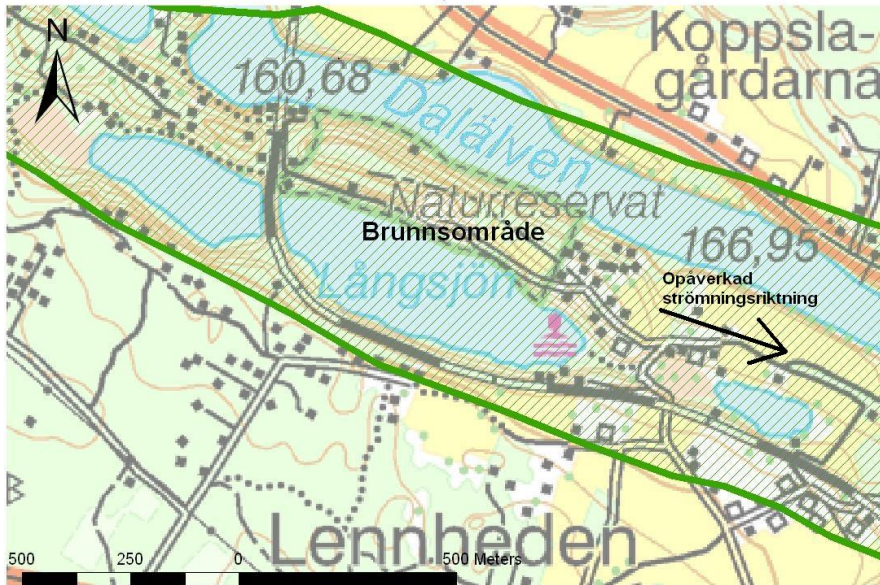 N
Koppsla-
gårdarna
160,68
Dalälven
Naturreservat
Brunnsområde
166,95
Långsjön
Opåverkad
strömningsriktning
Lennheden
500 250 0 500 Meters